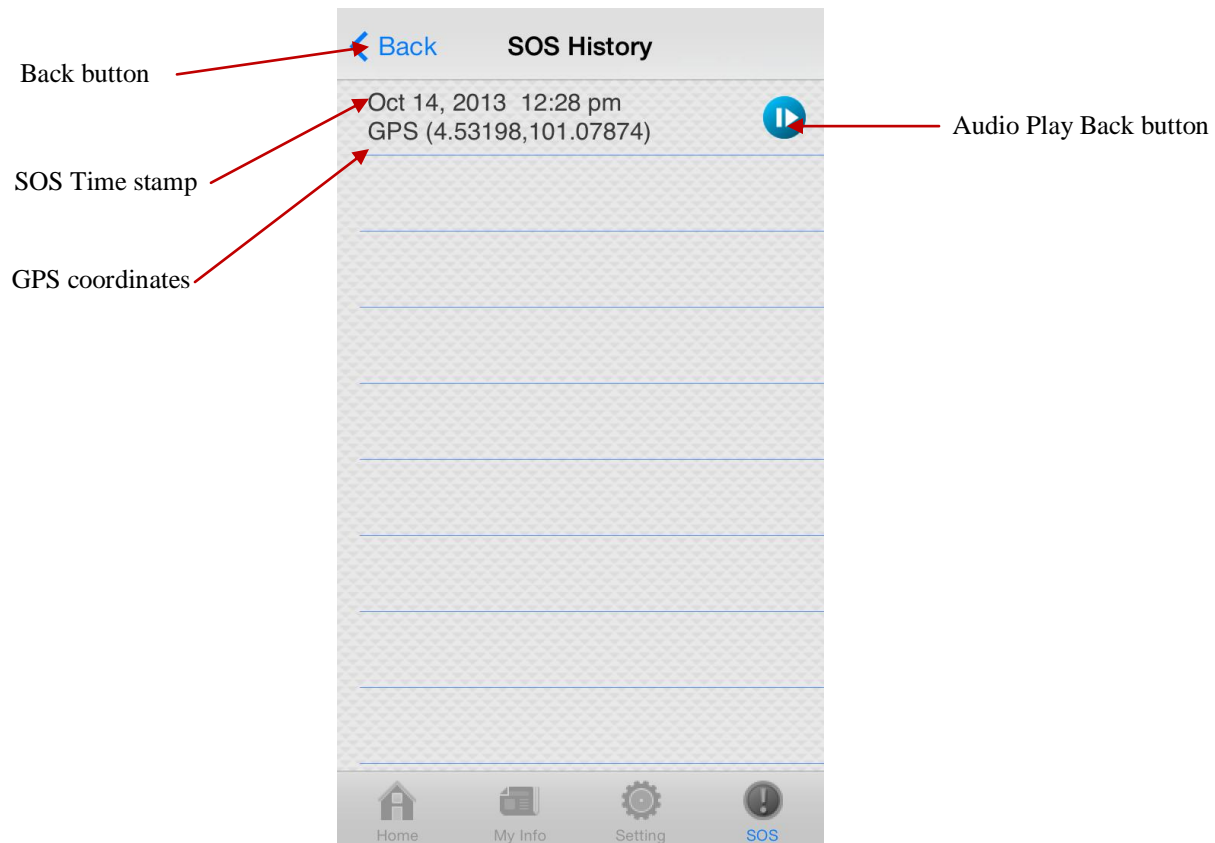 Back SOS History
Back button
Oct 14, 2013 12:28 pm
GPS (4.53198,101.07874)
Audio Play Back button
SOS Time stamp
GPS coordinates
Home My Info Setting SOS